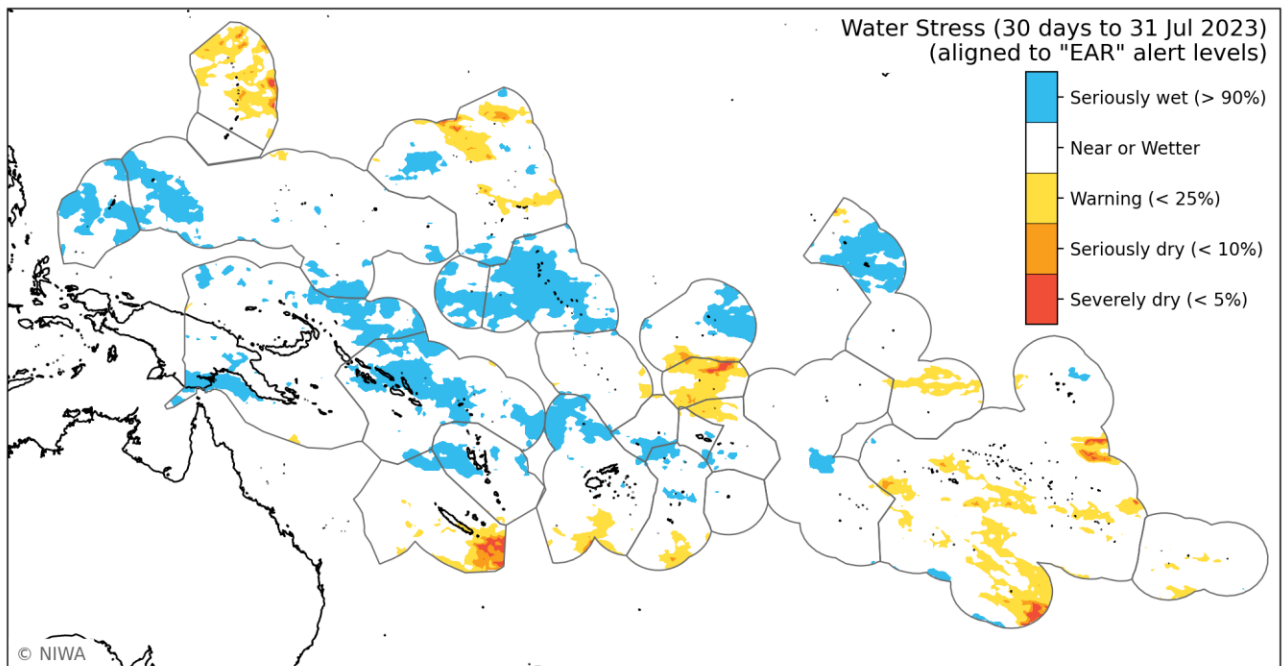 Water Stress (30 days to 31 Jul 2023)
(aligned to "EAR" alert levels)
Seriously wet (> 90%)
Near or Wetter
Warning (< 25%)
Seriously dry (< 10%)
Severely dry (< 5%)
© NIWA